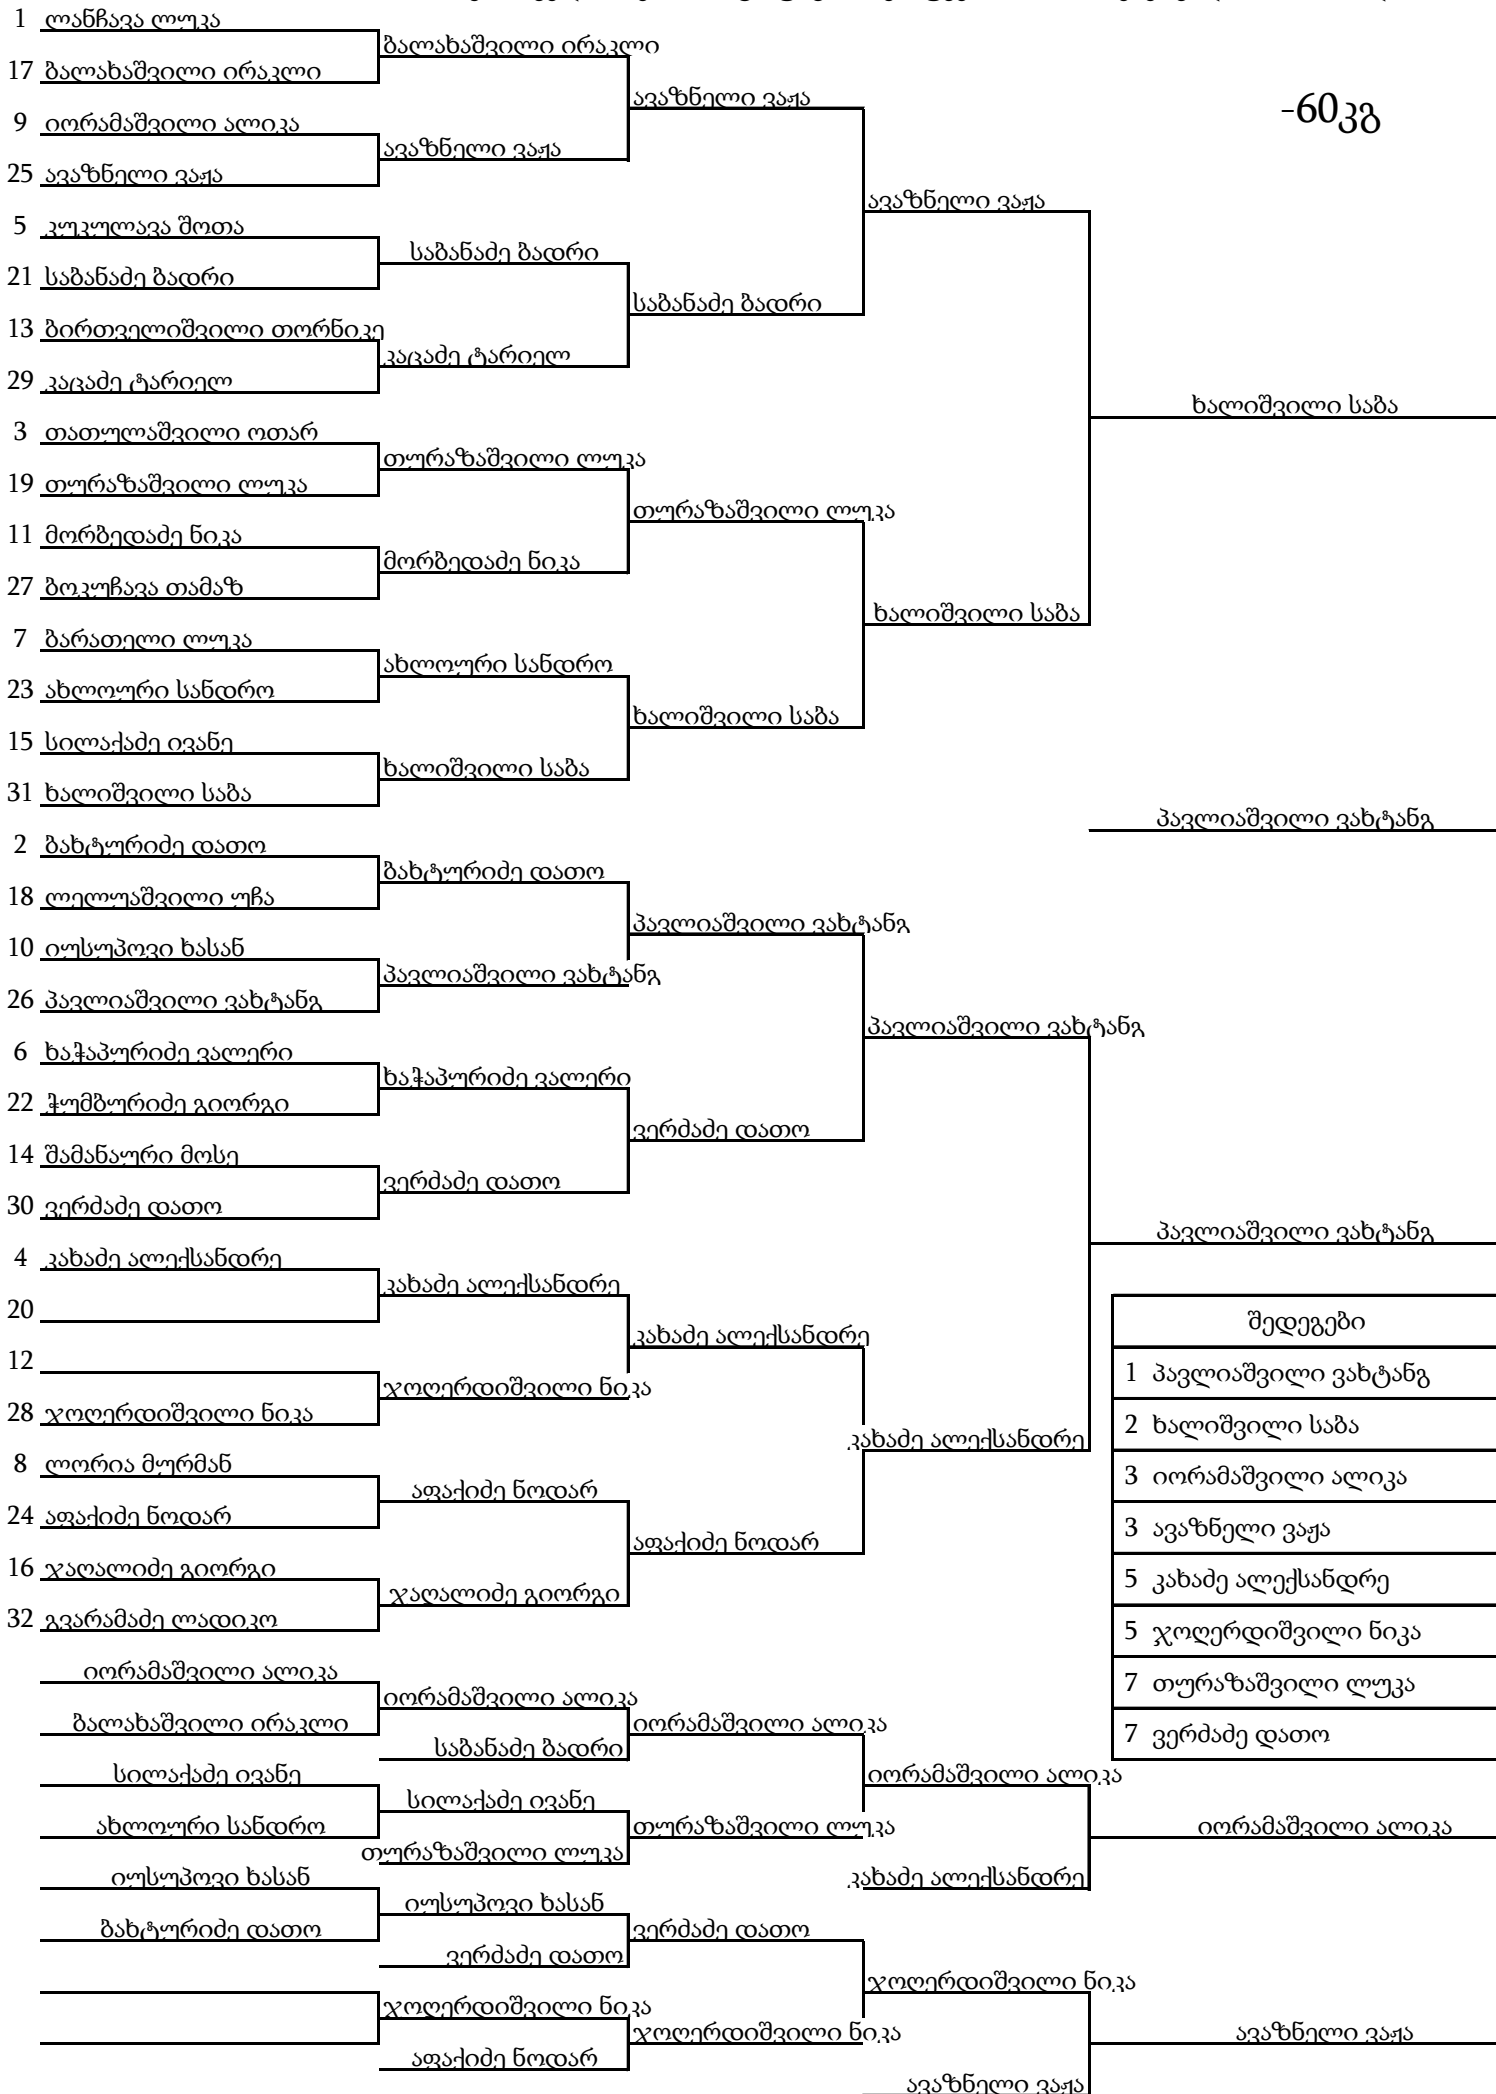 1 ლანჩავა ლუკა
17 ბალახაშვილი ირაკლი
9 იორამაშვილი ალიკა
25 ავაზნელი ვაჟა
5 კუკულავა შოთა
21 საბანაძე ბადრი
13 ბირთველიშვილი თორნიკე
29 კაცაძე ტარიელ
3 თათულაშვილი ოთარ
19 თურაზაშვილი ლუკა
11 მორბედაძე ნიკა
27 ბოკუჩავა თამაზ
7 ბარათელი ლუკა
23 ახლოური სანდრო
15 სილაქაძე ივანე
31 ხალიშვილი საბა
2 ბახტურიძე დათო
18 ლელუაშვილი უჩა
10 იუსუპოვი ხასან
26 პავლიაშვილი ვახტანგ
6 ხაჭაპურიძე ვალერი
22 ჭუმბურიძე გიორგი
14 შამანაური მოსე
30 ვერძაძე დათო
4 კახაძე ალექსანდრე
20
12
28 ჯოღერდიშვილი ნიკა
8 ლორია მურმან
24 აფაქიძე ნოდარ
16 ჯაღალიძე გიორგი
32 გვარამაძე ლადიკო
ბალახაშვილი ირაკლი
ავაზნელი ვაჟა
საბანაძე ბადრი
კაცაძე ტარიელ
თურაზაშვილი ლუკა
მორბედაძე ნიკა
ახლოური სანდრო
ხალიშვილი საბა
ბახტურიძე დათო
პავლიაშვილი ვახტანგ
ხაჭაპურიძე ვალერი
ვერძაძე დათო
კახაძე ალექსანდრე
ჯოღერდიშვილი ნიკა
აფაქიძე ნოდარ
ჯაღალიძე გიორგი
ავაზნელი ვაჟა
საბანაძე ბადრი
თურაზაშვილი ლუკა
ხალიშვილი საბა
პავლიაშვილი ვახტანგ
ვერძაძე დათო
კახაძე ალექსანდრე
აფაქიძე ნოდარ
ავაზნელი ვაჟა
ხალიშვილი საბა
პავლიაშვილი ვახტანგ
კახაძე ალექსანდრე
-60კგ
ხალიშვილი საბა
პავლიაშვილი ვახტანგ
პავლიაშვილი ვახტანგ
შედეგები
1 პავლიაშვილი ვახტანგ
2 ხალიშვილი საბა
3 იორამაშვილი ალიკა
3 ავაზნელი ვაჟა
5 კახაძე ალექსანდრე
5 ჯოღერდიშვილი ნიკა
7 თურაზაშვილი ლუკა
7 ვერძაძე დათო
იორამაშვილი ალიკა
ბალახაშვილი ირაკლი
სილაქაძე ივანე
ახლოური სანდრო
იუსუპოვი ხასან
ბახტურიძე დათო
იორამაშვილი ალიკა
საბანაძე ბადრი
სილაქაძე ივანე
თურაზაშვილი ლუკა
იუსუპოვი ხასან
ვერძაძე დათო
ჯოღერდიშვილი ნიკა
აფაქიძე ნოდარ
იორამაშვილი ალიკა
თურაზაშვილი ლუკა
ვერძაძე დათო
ჯოღერდიშვილი ნიკა
იორამაშვილი ალიკა
კახაძე ალექსანდრე
ჯოღერდიშვილი ნიკა
ავაზნელი ვაჟა
იორამაშვილი ალიკა
ავაზნელი ვაჟა